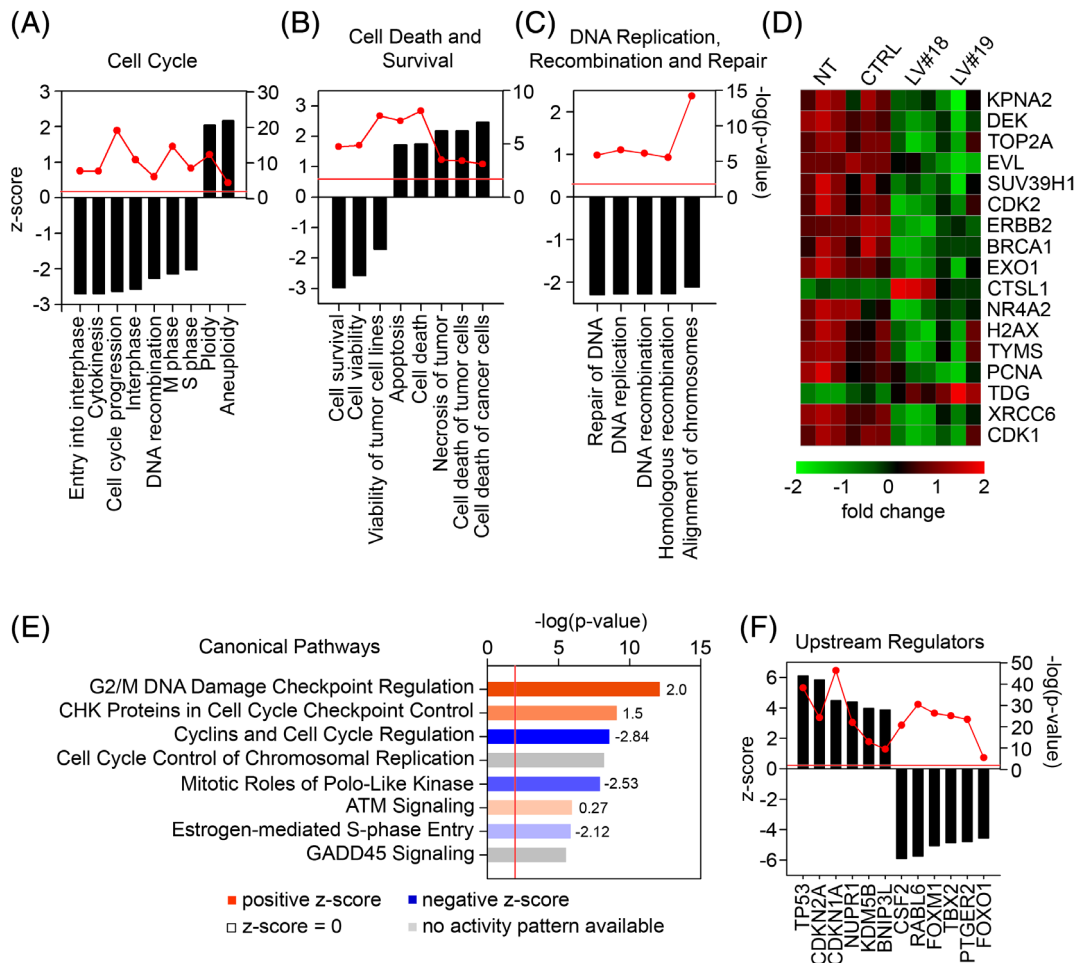 (A)
Cell Cycle
3
2
1
0
-1
-2
-3
z-score
30
20
10
0
Entry into interphase
Cytokinesis
Cell cycle progression
Interphase
DNA recombination
M phase
S phase
Ploidy
Aneuploidy
(B)
Cell Death and
Survival
3
2
1
0
-1
-2
-3
10
5
0
Cell survival
Cell viability
Viability of tumor cell lines
Apoptosis
Cell death
Necrosis of tumor
Cell death of tumor cells
Cell death of cancer cells
(C)
DNA Replication,
Recombination and Repair
2
1
0
-1
-2
15
10
5
0
-log(p-value)
Repair of DNA
DNA replication
DNA recombination
Homologous recombination
Alignment of chromosomes
(D)
NT
CTRL
LV#18
LV#19
KPNA2
DEK
TOP2A
EVL
SUV39H1
CDK2
ERBB2
BRCA1
EXO1
CTSL1
NR4A2
H2AX
TYMS
PCNA
TDG
XRCC6
CDK1
-2 -1 0 1 2
fold change
(E)
Canonical Pathways
-log(p-value)
0 5 10 15
G2/M DNA Damage Checkpoint Regulation 2.0
CHK Proteins in Cell Cycle Checkpoint Control 1.5
Cyclins and Cell Cycle Regulation -2.84
Cell Cycle Control of Chromosomal Replication
Mitotic Roles of Polo-Like Kinase -2.53
ATM Signaling 0.27
Estrogen-mediated S-phase Entry -2.12
GADD45 Signaling
positive z-score
negative z-score
z-score = 0
no activity pattern available
(F)
Upstream Regulators
6
4
2
0
-2
-4
-6
z-score
50
40
30
20
10
0
-log(p-value)
TP53
CDKN2A
CDKN1A
NUPR1
KDM5B
BNIP3L
CSF2
RABL6
FOXM1
TBX2
PTGER2
FOXO1